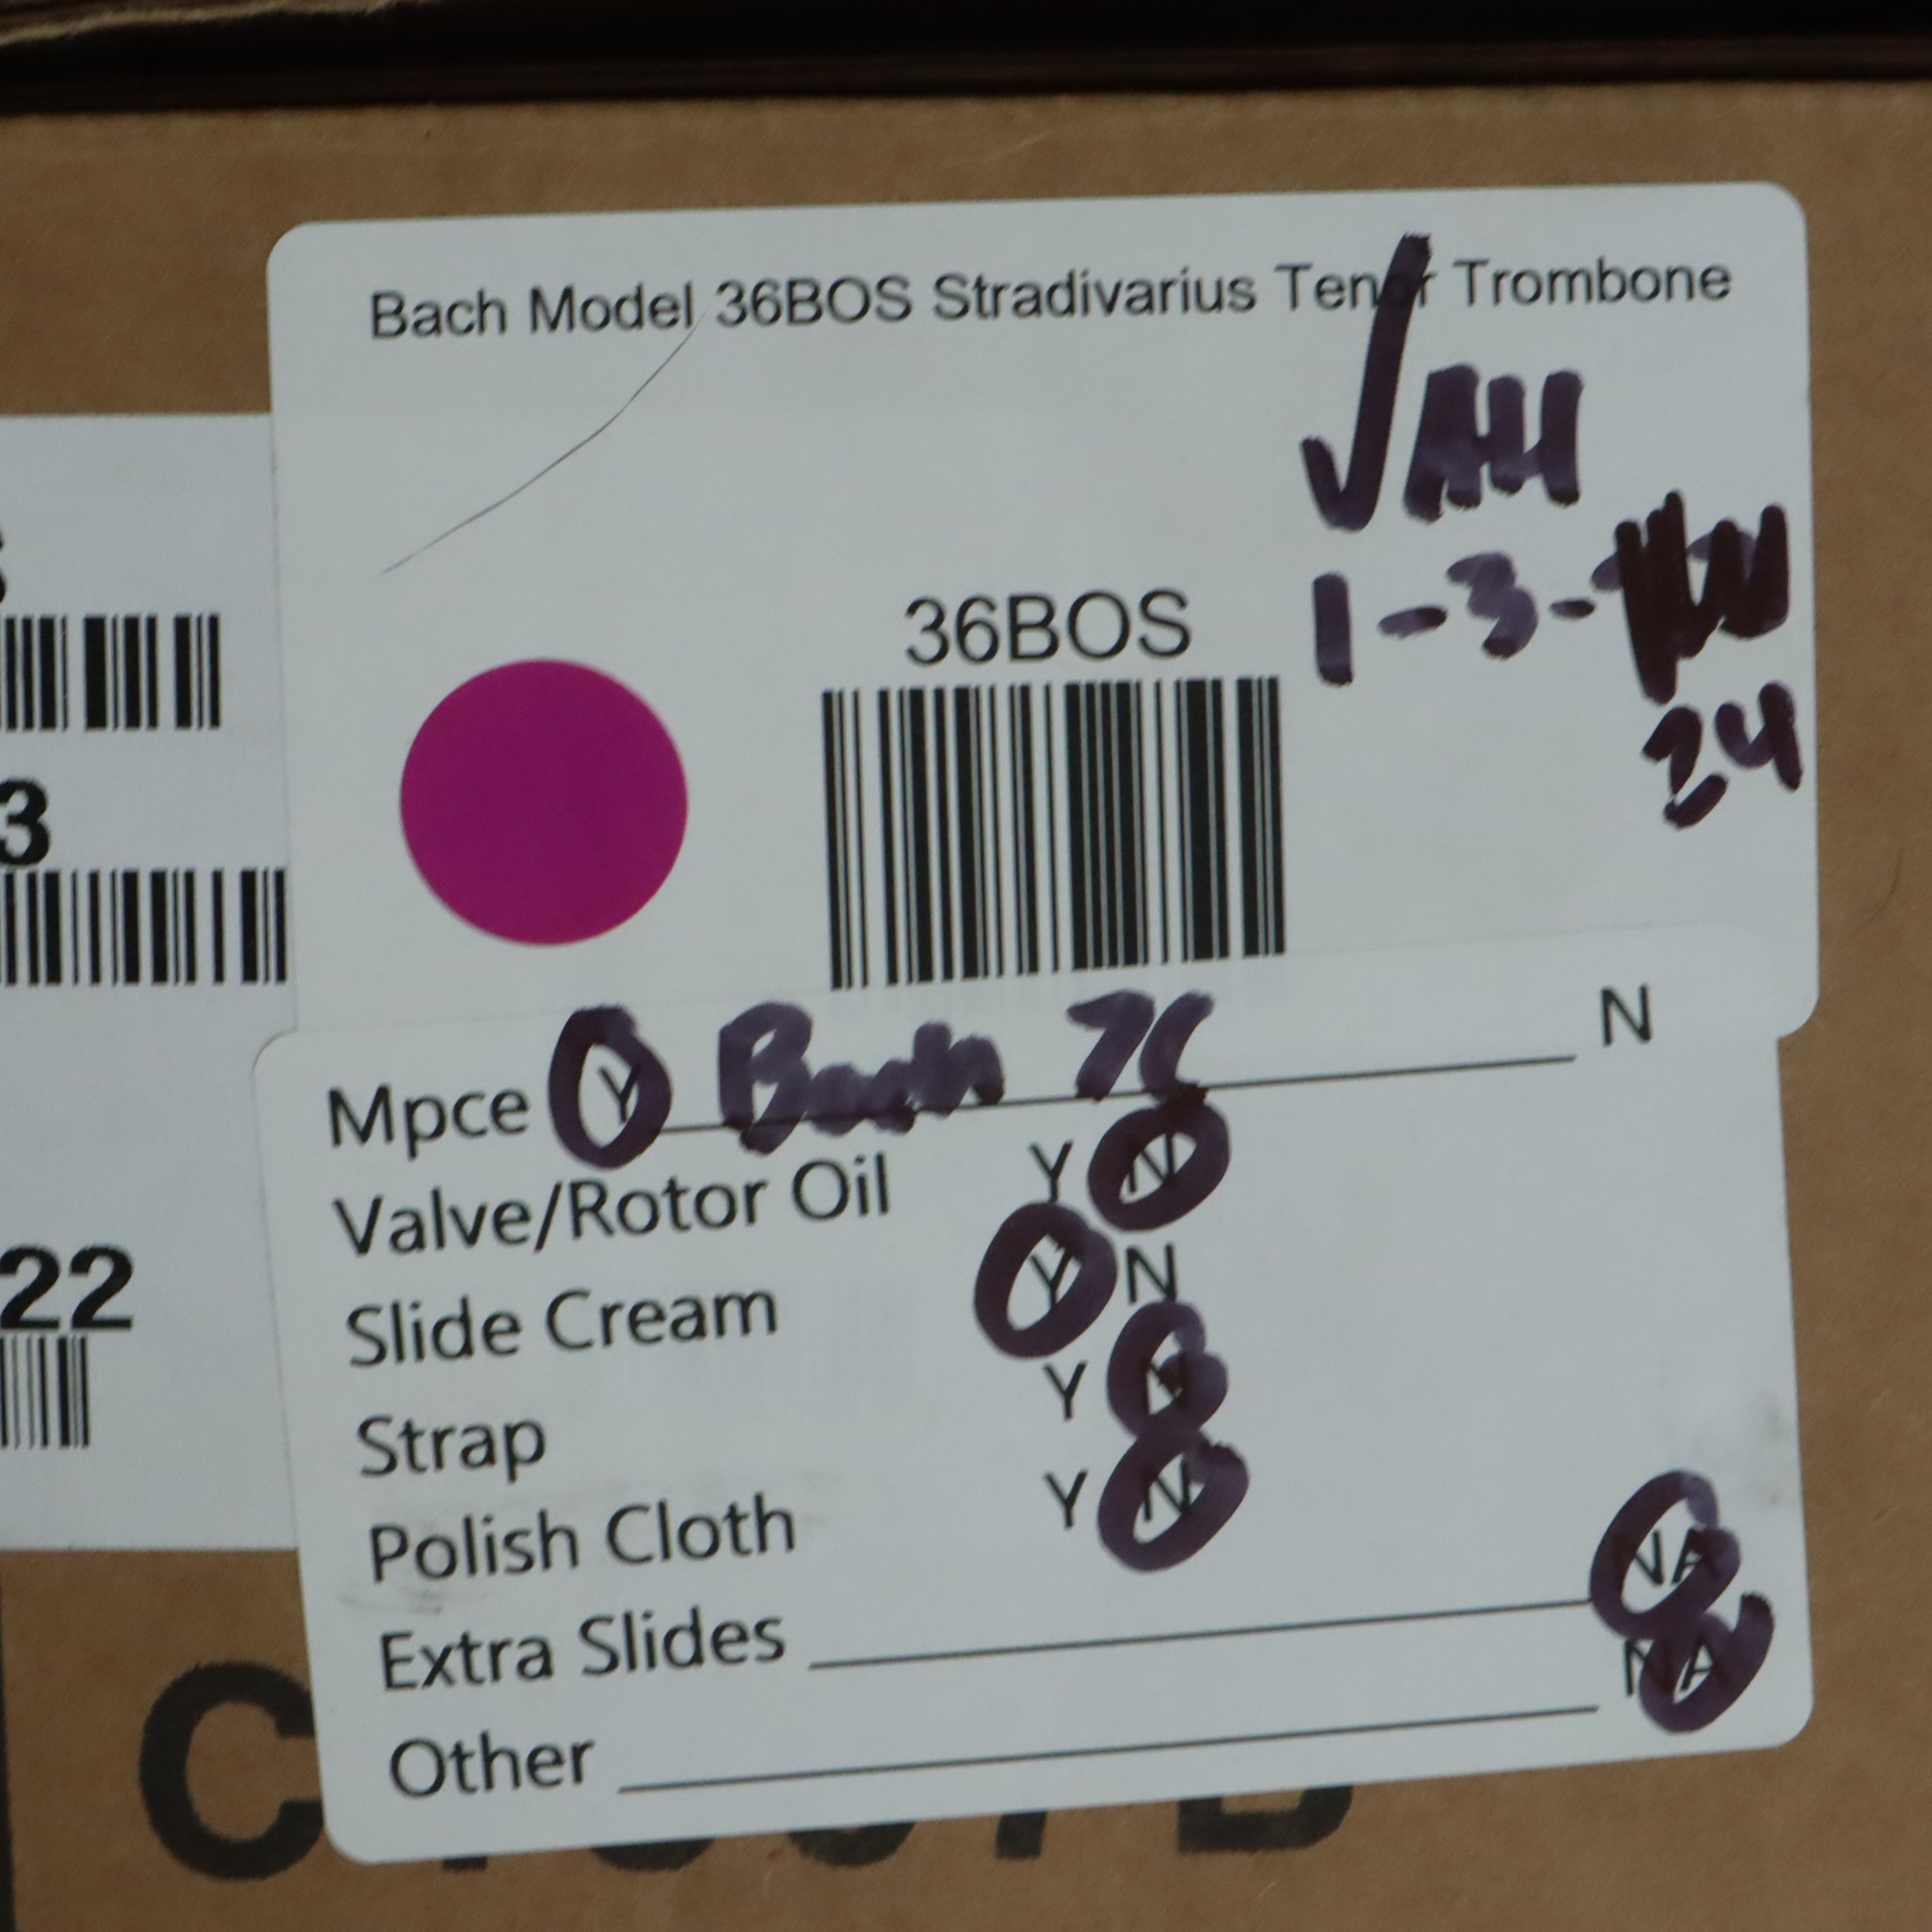 Bach Model 36BOS Stradivarius Tenor Trombone
√ AH
1-3-
24
36BOS
3
22
Mpce Y Bach 7C N
Valve/Rotor Oil Y N
Slide Cream Y N
Strap Y N
Polish Cloth Y N
Extra Slides NA
Other NA